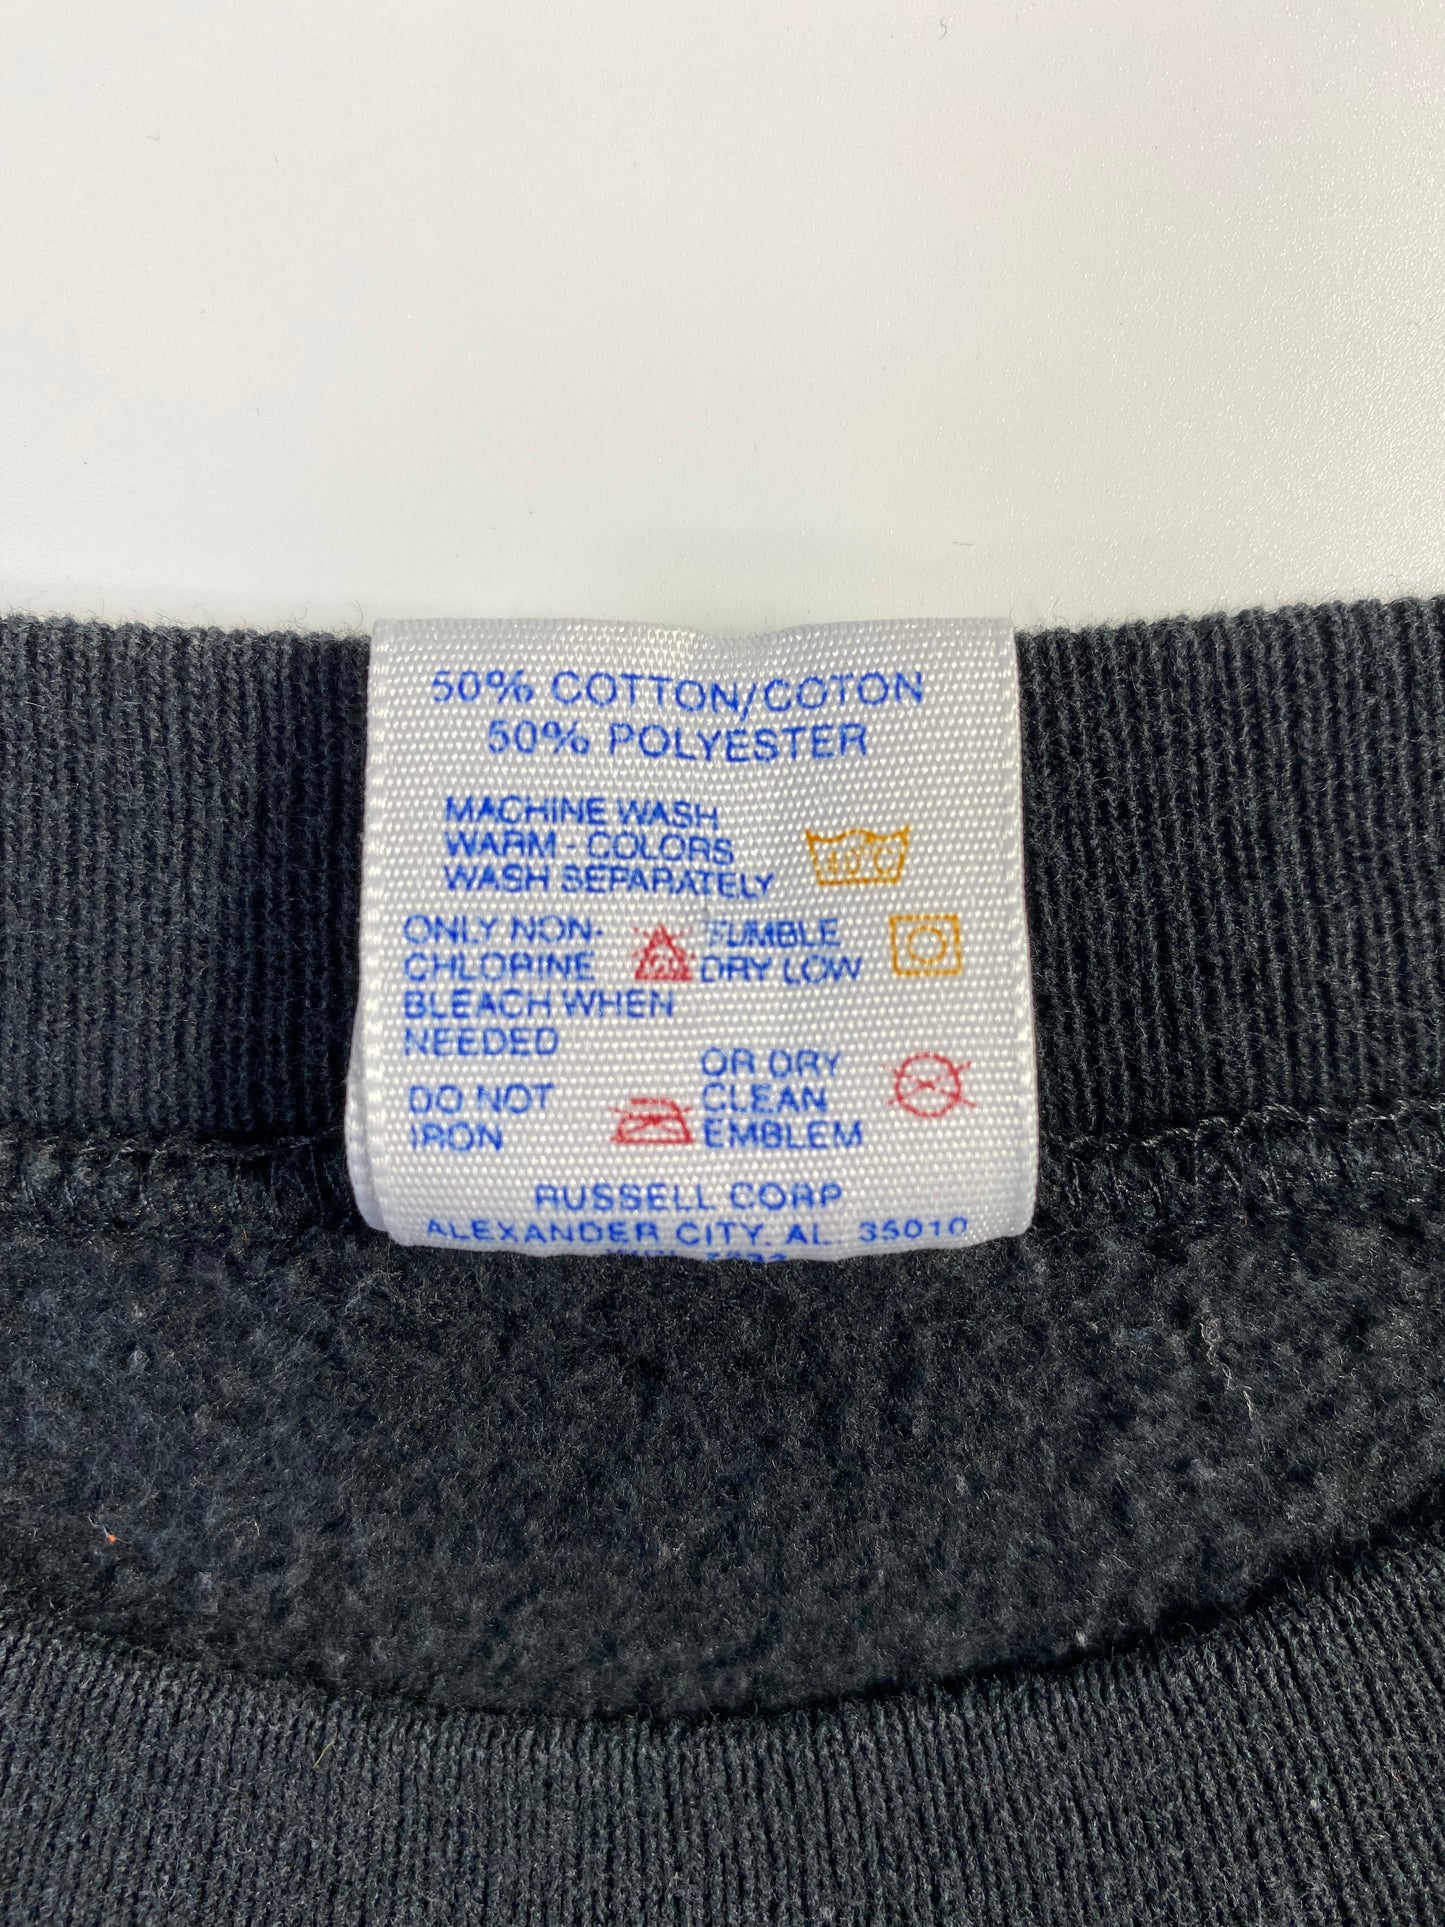 50% COTTON/COTON
50% POLYESTER
MACHINE WASH
WARM - COLORS
WASH SEPARATELY
40°C
ONLY NON-
CHLORINE
BLEACH WHEN
NEEDED
TUMBLE
DRY LOW
DO NOT
IRON
OR DRY
CLEAN
EMBLEM
RUSSELL CORP
ALEXANDER CITY, AL. 35010